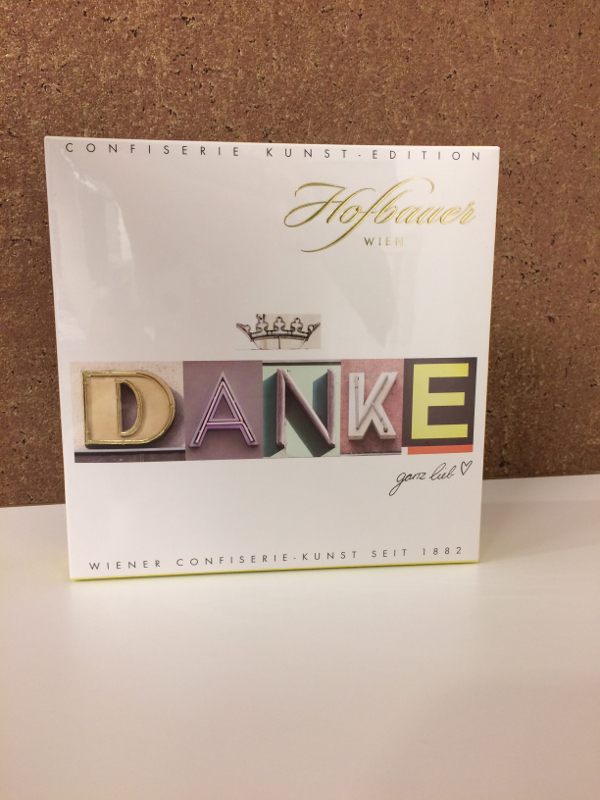 CONFISERIE KUNST-EDITION
Hofbauer
WIEN
DANKE
ganz lieb
WIENER CONFISERIE-KUNST SEIT 1882